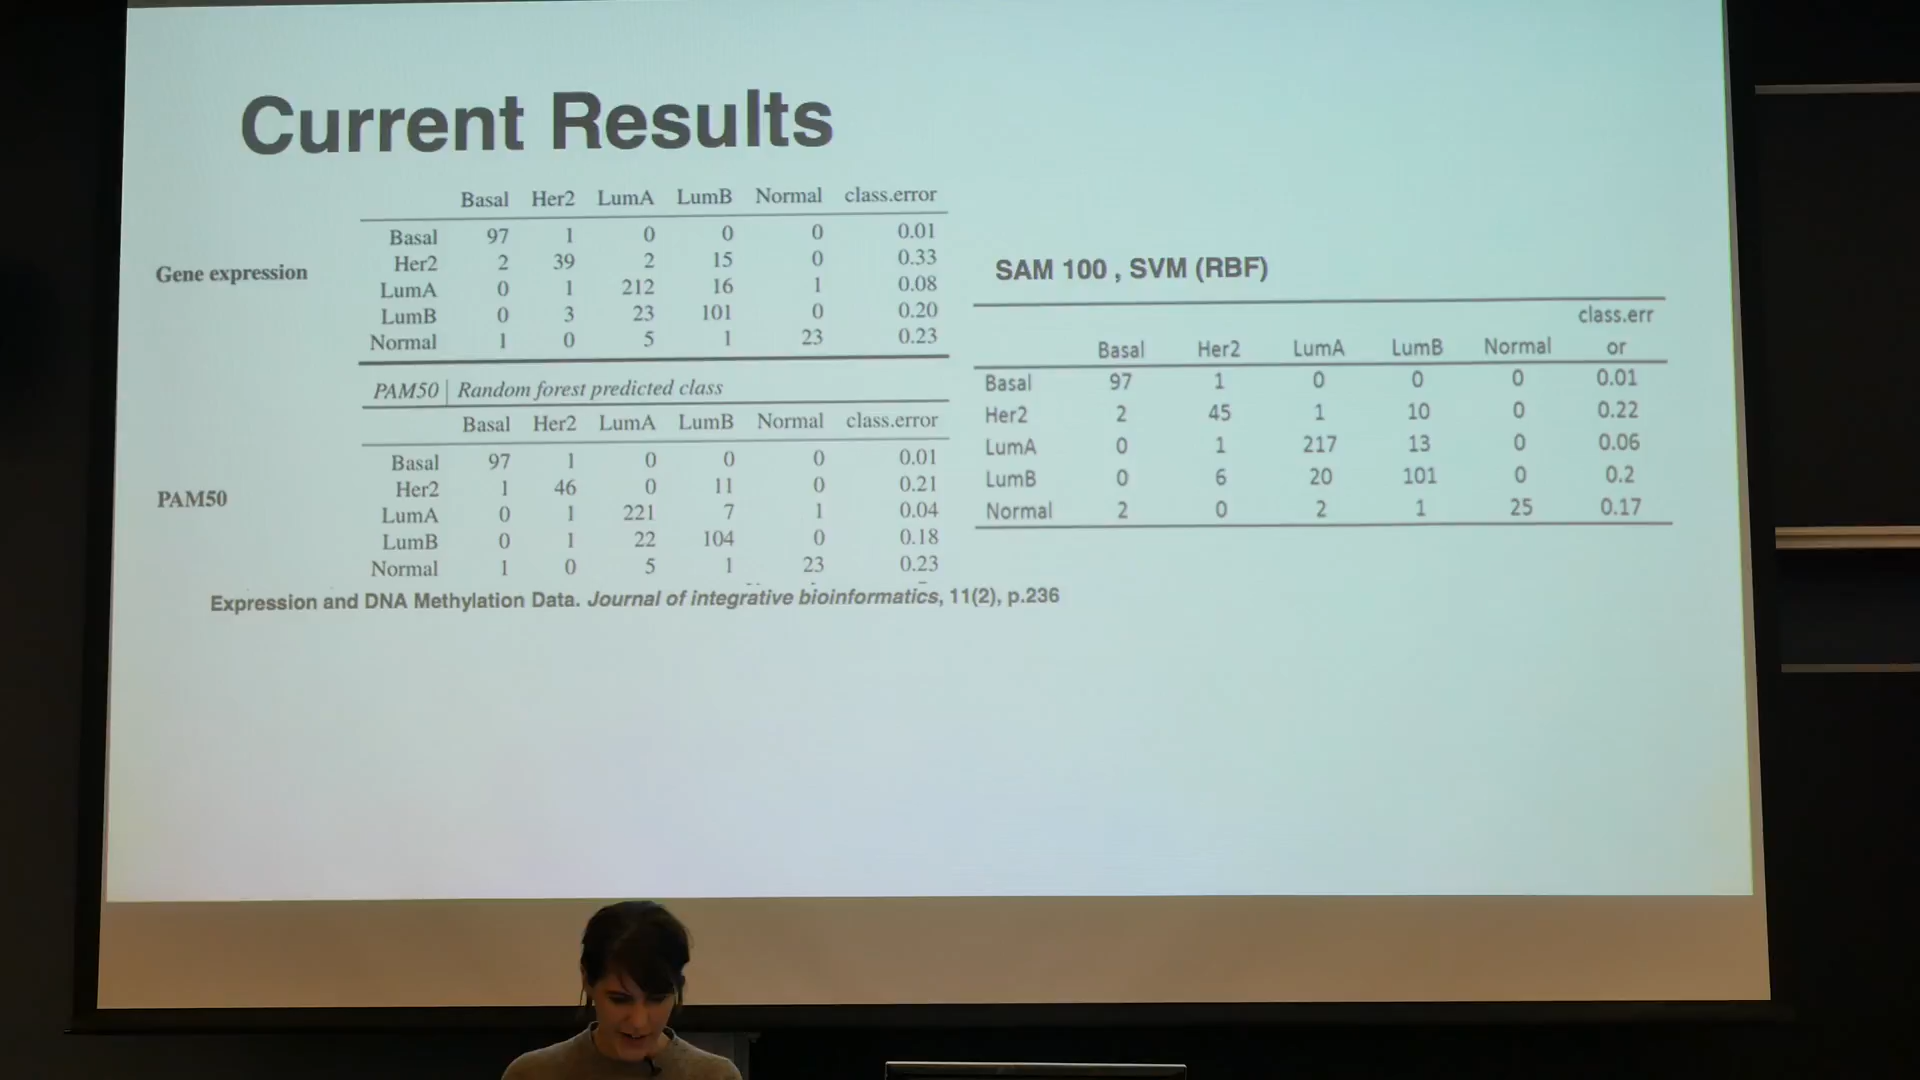 Current Results
Basal Her2 LumA LumB Normal class.error
Basal 97 1 0 0 0 0.01
Her2 2 39 2 15 0 0.33
Gene expression
LumA 0 1 212 16 1 0.08
LumB 0 3 23 101 0 0.20
Normal 1 0 5 1 23 0.23
PAM50 | Random forest predicted class
Basal Her2 LumA LumB Normal class.error
Basal 97 1 0 0 0 0.01
Her2 1 46 0 11 0 0.21
PAM50
LumA 0 1 221 7 1 0.04
LumB 0 1 22 104 0 0.18
Normal 1 0 5 1 23 0.23
Expression and DNA Methylation Data. Journal of integrative bioinformatics, 11(2), p.236
SAM 100 , SVM (RBF)
class.err
Basal Her2 LumA LumB Normal or
Basal 97 1 0 0 0 0.01
Her2 2 45 1 10 0 0.22
LumA 0 1 217 13 0 0.06
LumB 0 6 20 101 0 0.2
Normal 2 0 2 1 25 0.17